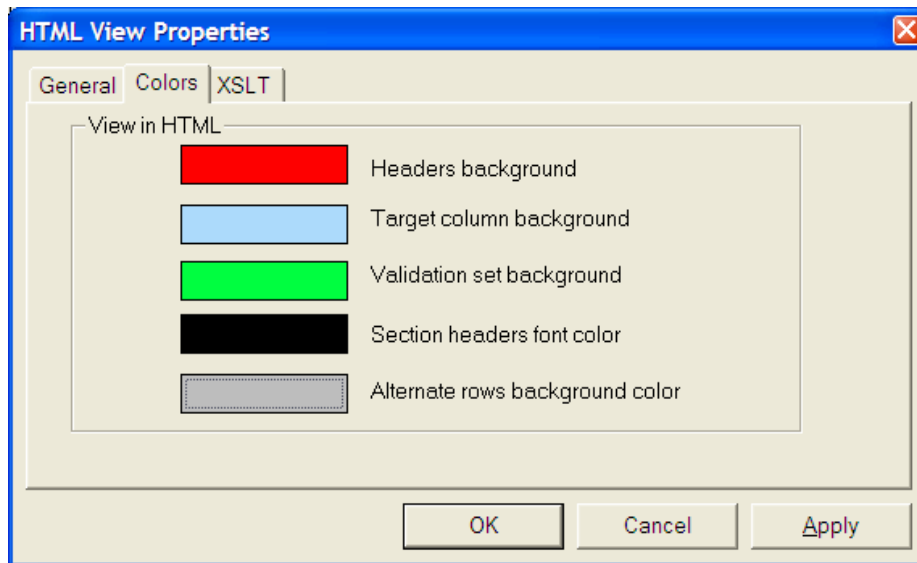 HTML View Properties
General Colors XSLT
View in HTML
Headers background
Target column background
Validation set background
Section headers font color
Alternate rows background color
OK Cancel Apply